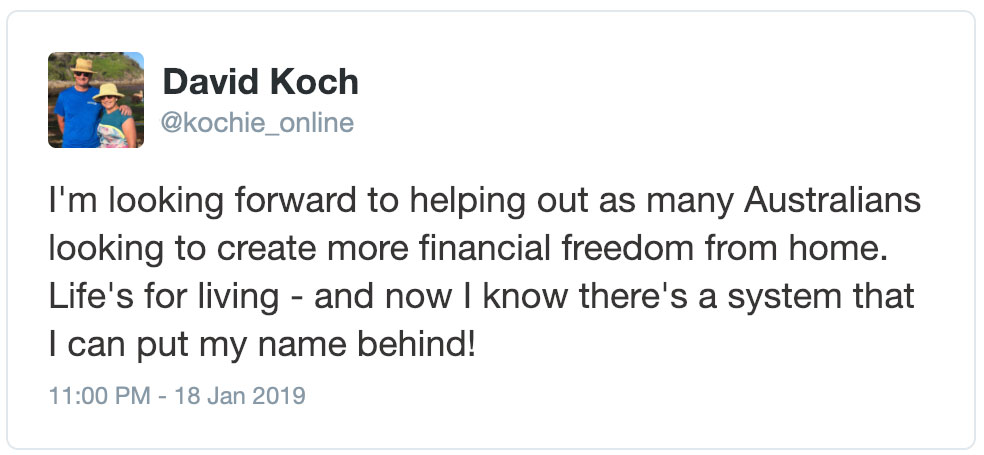 David Koch
@kochie_online
I'm looking forward to helping out as many Australians
looking to create more financial freedom from home.
Life's for living - and now I know there's a system that
I can put my name behind!
11:00 PM - 18 Jan 2019